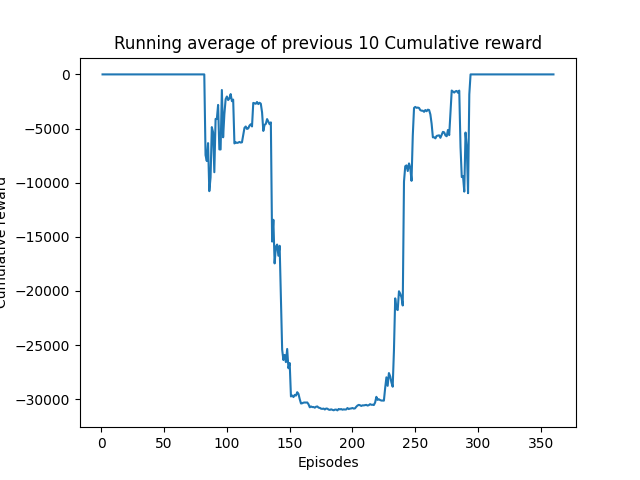 Running average of previous 10 Cumulative reward
0
−5000
−10000
−15000
−20000
−25000
−30000
Cumulative reward
0 50 100 150 200 250 300 350
Episodes